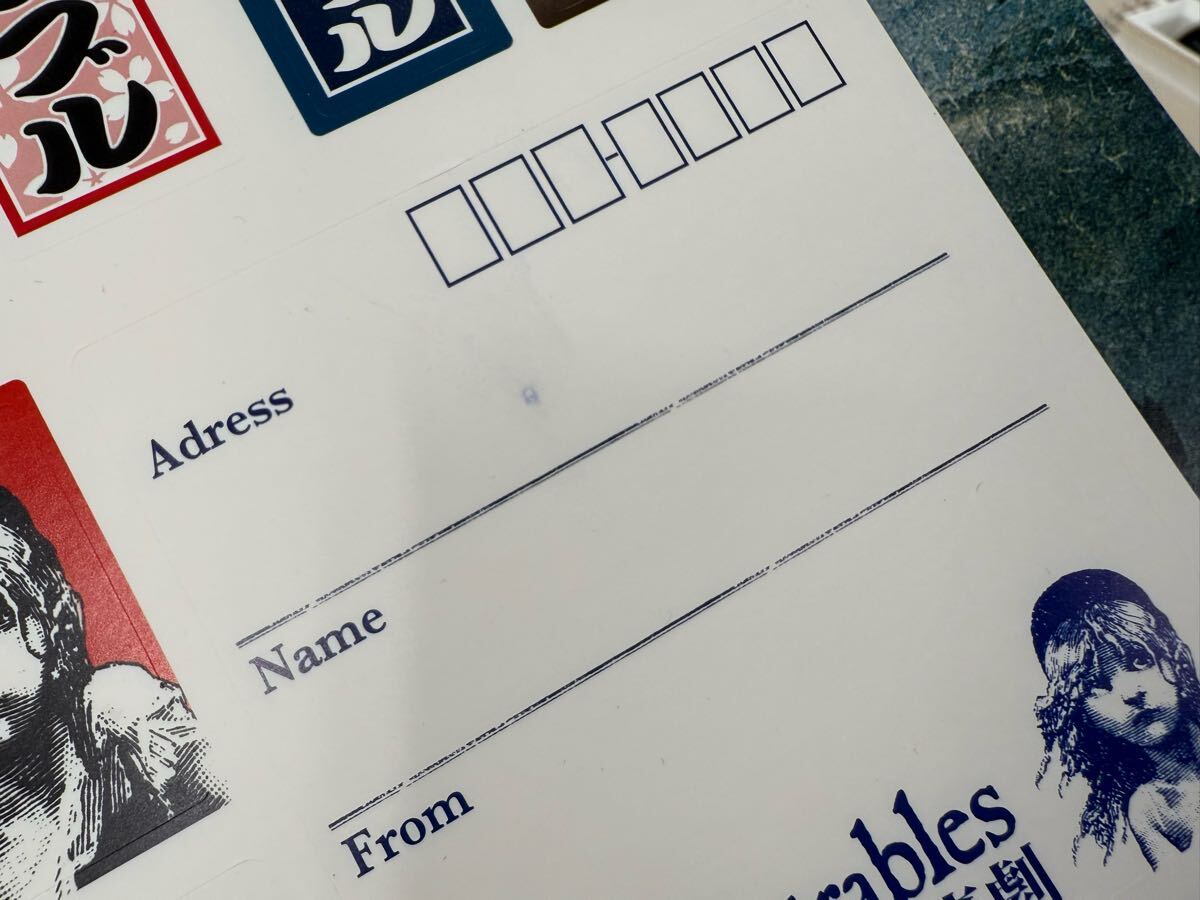 ブル
ル
Adress
Name
From
rables
劇